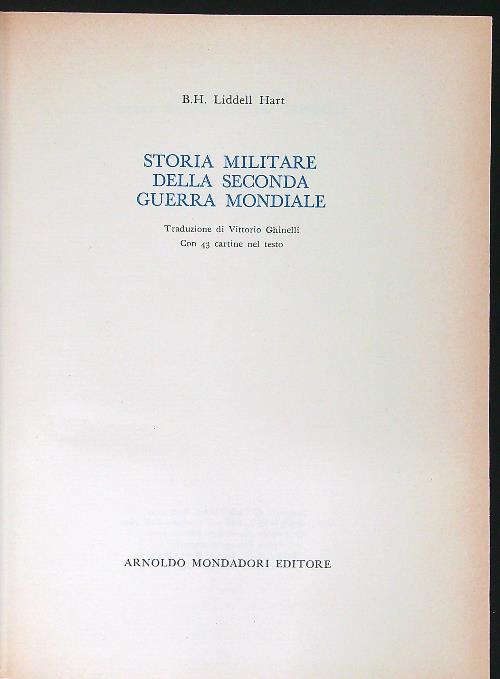 B.H. Liddell Hart
STORIA MILITARE
DELLA SECONDA
GUERRA MONDIALE
Traduzione di Vittorio Ghinelli
Con 43 cartine nel testo
ARNOLDO MONDADORI EDITORE